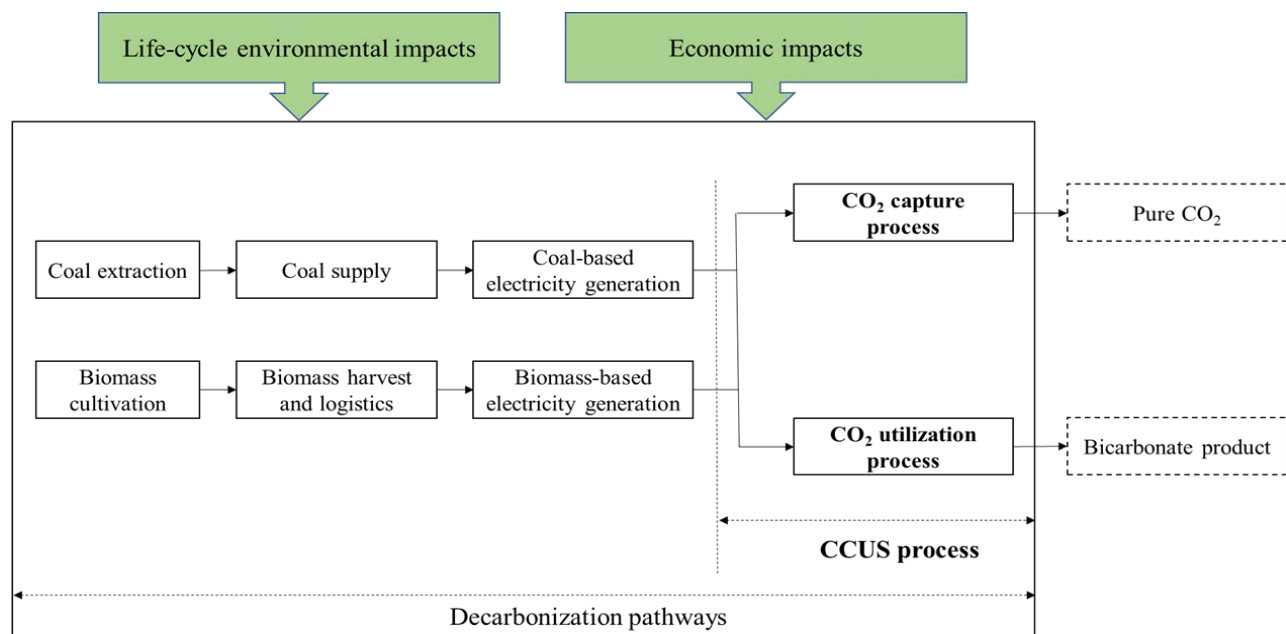 Life-cycle environmental impacts
Economic impacts
CO₂ capture
process
Pure CO₂
Coal extraction
Coal supply
Coal-based
electricity generation
Biomass
cultivation
Biomass harvest
and logistics
Biomass-based
electricity generation
CO₂ utilization
process
Bicarbonate product
CCUS process
Decarbonization pathways